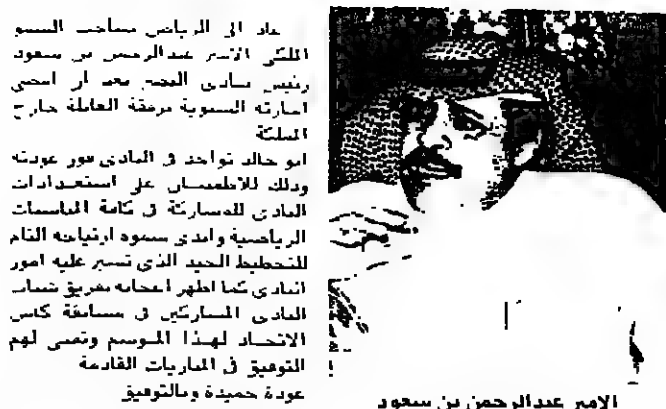 عاد الى الرياض صاحب السمو
الملكي الامير عبدالرحمن بن سعود
رئيس نادي النصر بعد ان امضى
اجازته السنوية برفقة العائلة خارج
المملكة
ابو خالد تواجد في النادي فور عودته
وذلك للاطمئنان على استعدادات
النادي للمشاركة في كافة المناسبات
الرياضية وابدى سموه ارتياحه التام
للتخطيط الجيد الذي تسير عليه امور
النادي كما اظهر اعجابه بفريق شباب
النادي المشاركين في مسابقة كاس
الاتحاد لهذا الموسم وتمنى لهم
التوفيق في المباريات القادمة
عودة حميدة وبالتوفيق
الامير عبدالرحمن بن سعود